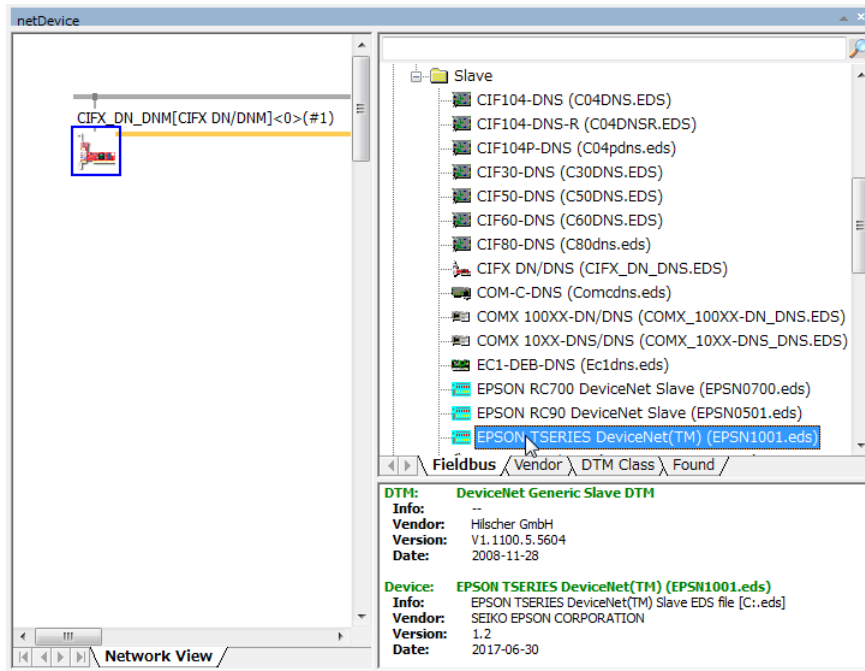 netDevice
CIFX_DN_DNM[CIFX DN/DNM]<0>(#1)
Network View
Slave
CIF104-DNS (C04DNS.EDS)
CIF104-DNS-R (C04DNSR.EDS)
CIF104P-DNS (C04pdns.eds)
CIF30-DNS (C30DNS.EDS)
CIF50-DNS (C50DNS.EDS)
CIF60-DNS (C60DNS.EDS)
CIF80-DNS (C80dns.eds)
CIFX DN/DNS (CIFX_DN_DNS.EDS)
COM-C-DNS (Comcdns.eds)
COMX 100XX-DN/DNS (COMX_100XX-DN_DNS.EDS)
COMX 10XX-DNS/DNS (COMX_10XX-DNS_DNS.EDS)
EC1-DEB-DNS (Ec1dns.eds)
EPSON RC700 DeviceNet Slave (EPSN0700.eds)
EPSON RC90 DeviceNet Slave (EPSN0501.eds)
EPSON TSERIES DeviceNet(TM) (EPSN1001.eds)
Fieldbus Vendor DTM Class Found
DTM: DeviceNet Generic Slave DTM
Info: --
Vendor: Hilscher GmbH
Version: V1.1100.5.5604
Date: 2008-11-28
Device: EPSON TSERIES DeviceNet(TM) (EPSN1001.eds)
Info: EPSON TSERIES DeviceNet(TM) Slave EDS file [C:.eds]
Vendor: SEIKO EPSON CORPORATION
Version: 1.2
Date: 2017-06-30